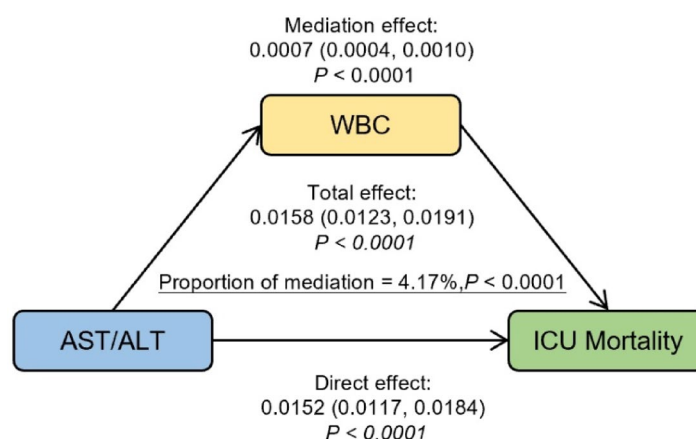 Mediation effect:
0.0007 (0.0004, 0.0010)
P < 0.0001
WBC
Total effect:
0.0158 (0.0123, 0.0191)
P < 0.0001
Proportion of mediation = 4.17%,P < 0.0001
AST/ALT
ICU Mortality
Direct effect:
0.0152 (0.0117, 0.0184)
P < 0.0001